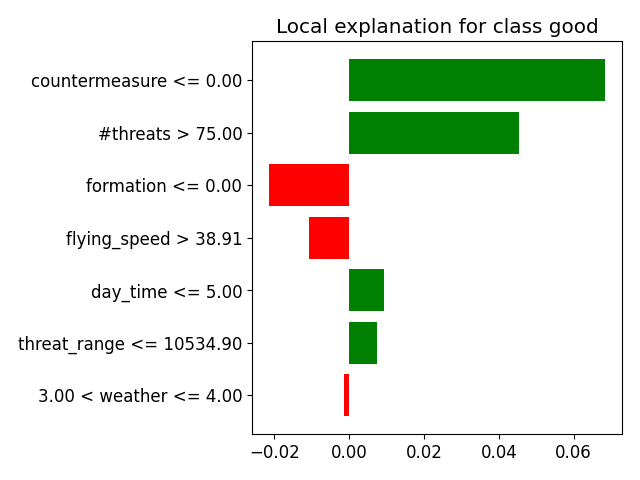 Local explanation for class good
countermeasure <= 0.00
#threats > 75.00
formation <= 0.00
flying_speed > 38.91
day_time <= 5.00
threat_range <= 10534.90
3.00 < weather <= 4.00
−0.02 0.00 0.02 0.04 0.06